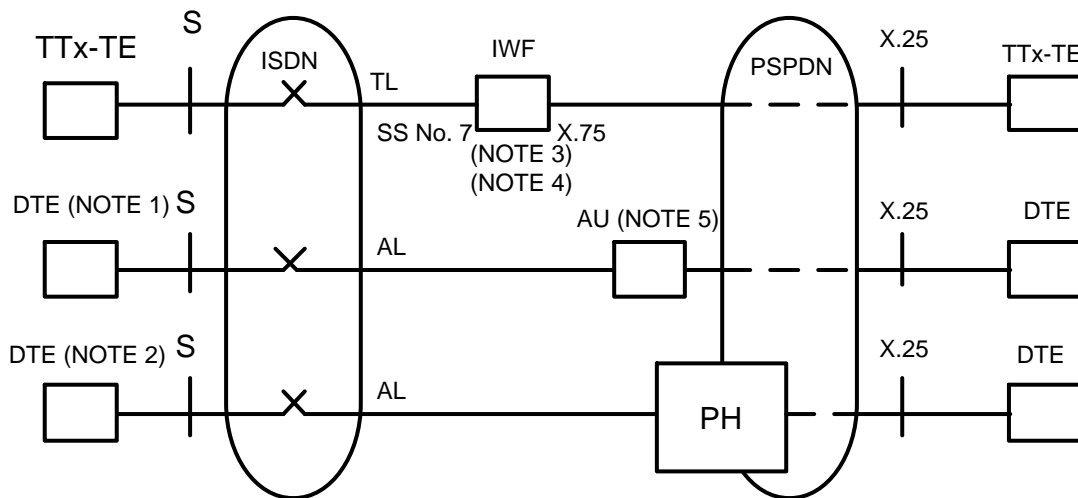 TTx-TE
S
ISDN
TL
IWF
PSPDN
X.25
TTx-TE
SS No. 7
X.75
(NOTE 3)
(NOTE 4)
DTE (NOTE 1)
S
AL
AU (NOTE 5)
X.25
DTE
DTE (NOTE 2)
S
AL
PH
X.25
DTE